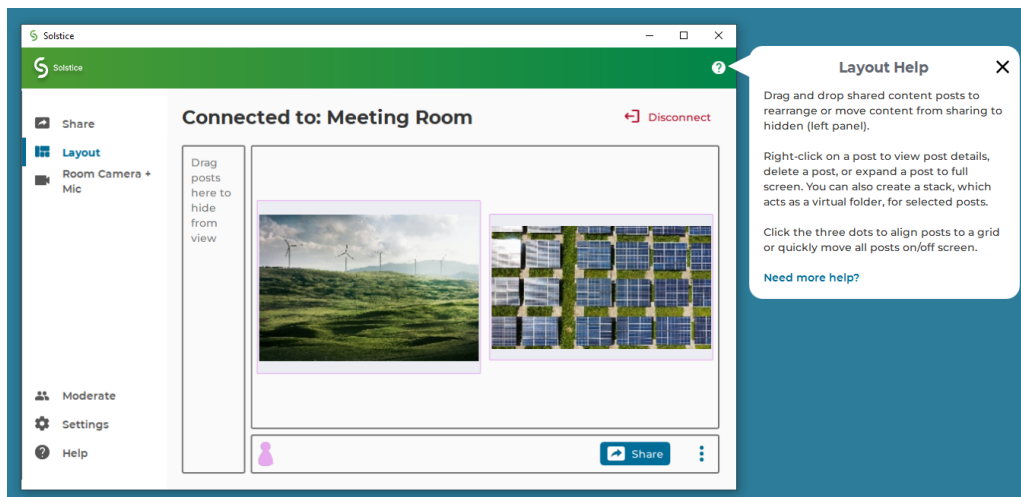 Solstice
Solstice
Share
Layout
Room Camera +
Mic
Moderate
Settings
Help
Connected to: Meeting Room
Disconnect
Drag
posts
here to
hide
from
view
Share
Layout Help
Drag and drop shared content posts to
rearrange or move content from sharing to
hidden (left panel).
Right-click on a post to view post details,
delete a post, or expand a post to full
screen. You can also create a stack, which
acts as a virtual folder, for selected posts.
Click the three dots to align posts to a grid
or quickly move all posts on/off screen.
Need more help?